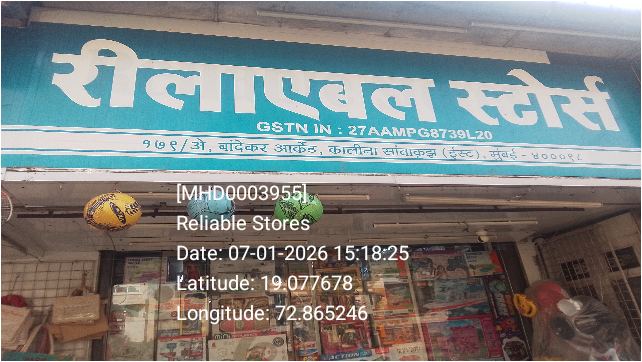 रीलाएबल स्टोर्स
GSTN IN : 27AAMPG8739L20
१७९/अे, बांदेकर आर्केड, कालीना सांताक्रुझ (ईस्ट), मुंबई - ४०००९८
[MHD0003955]
Reliable Stores
Date: 07-01-2026 15:18:25
Latitude: 19.077678
Longitude: 72.865246